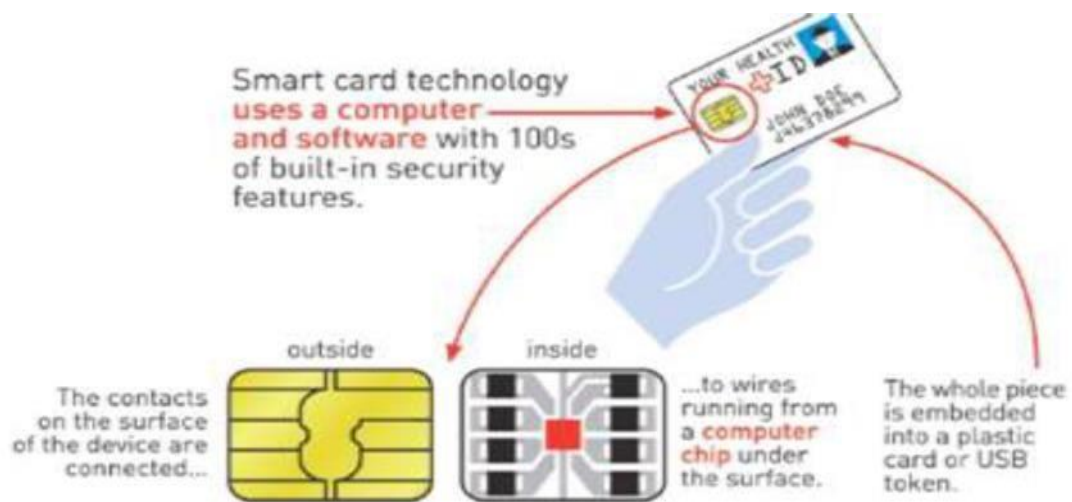 Smart card technology
uses a computer
and software with 100s
of built-in security
features.
YOUR HEALTH
ID
JOHN DOE
outside
inside
The contacts
on the surface
of the device are
connected...
...to wires
running from
a computer
chip under
the surface.
The whole piece
is embedded
into a plastic
card or USB
token.